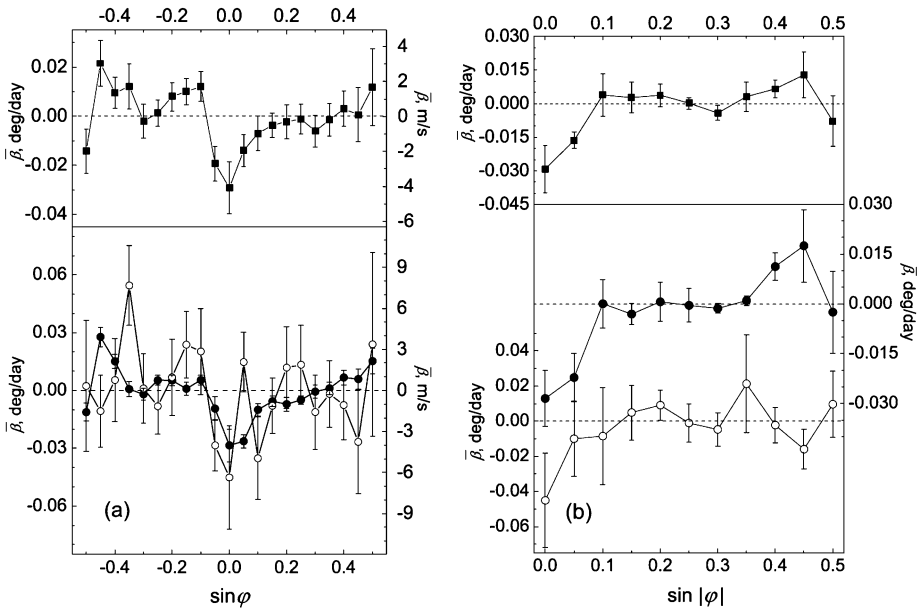 -0.4 -0.2 0.0 0.2 0.4
0.02
0.00
-0.02
-0.04
β̅, deg/day
4
2
0
-2
-4
-6
β̅, m/s
0.06
0.03
0.00
-0.03
-0.06
β̅, deg/day
9
6
3
0
-3
-6
-9
β̅, m/s
(a)
-0.4 -0.2 0.0 0.2 0.4
sinφ
0.0 0.1 0.2 0.3 0.4 0.5
0.030
0.015
0.000
-0.015
-0.030
-0.045
β̅, deg/day
0.030
0.015
0.000
-0.015
-0.030
β̅, deg/day
0.04
0.02
0.00
-0.02
-0.04
-0.06
β̅, deg/day
(b)
0.0 0.1 0.2 0.3 0.4 0.5
sin |φ|